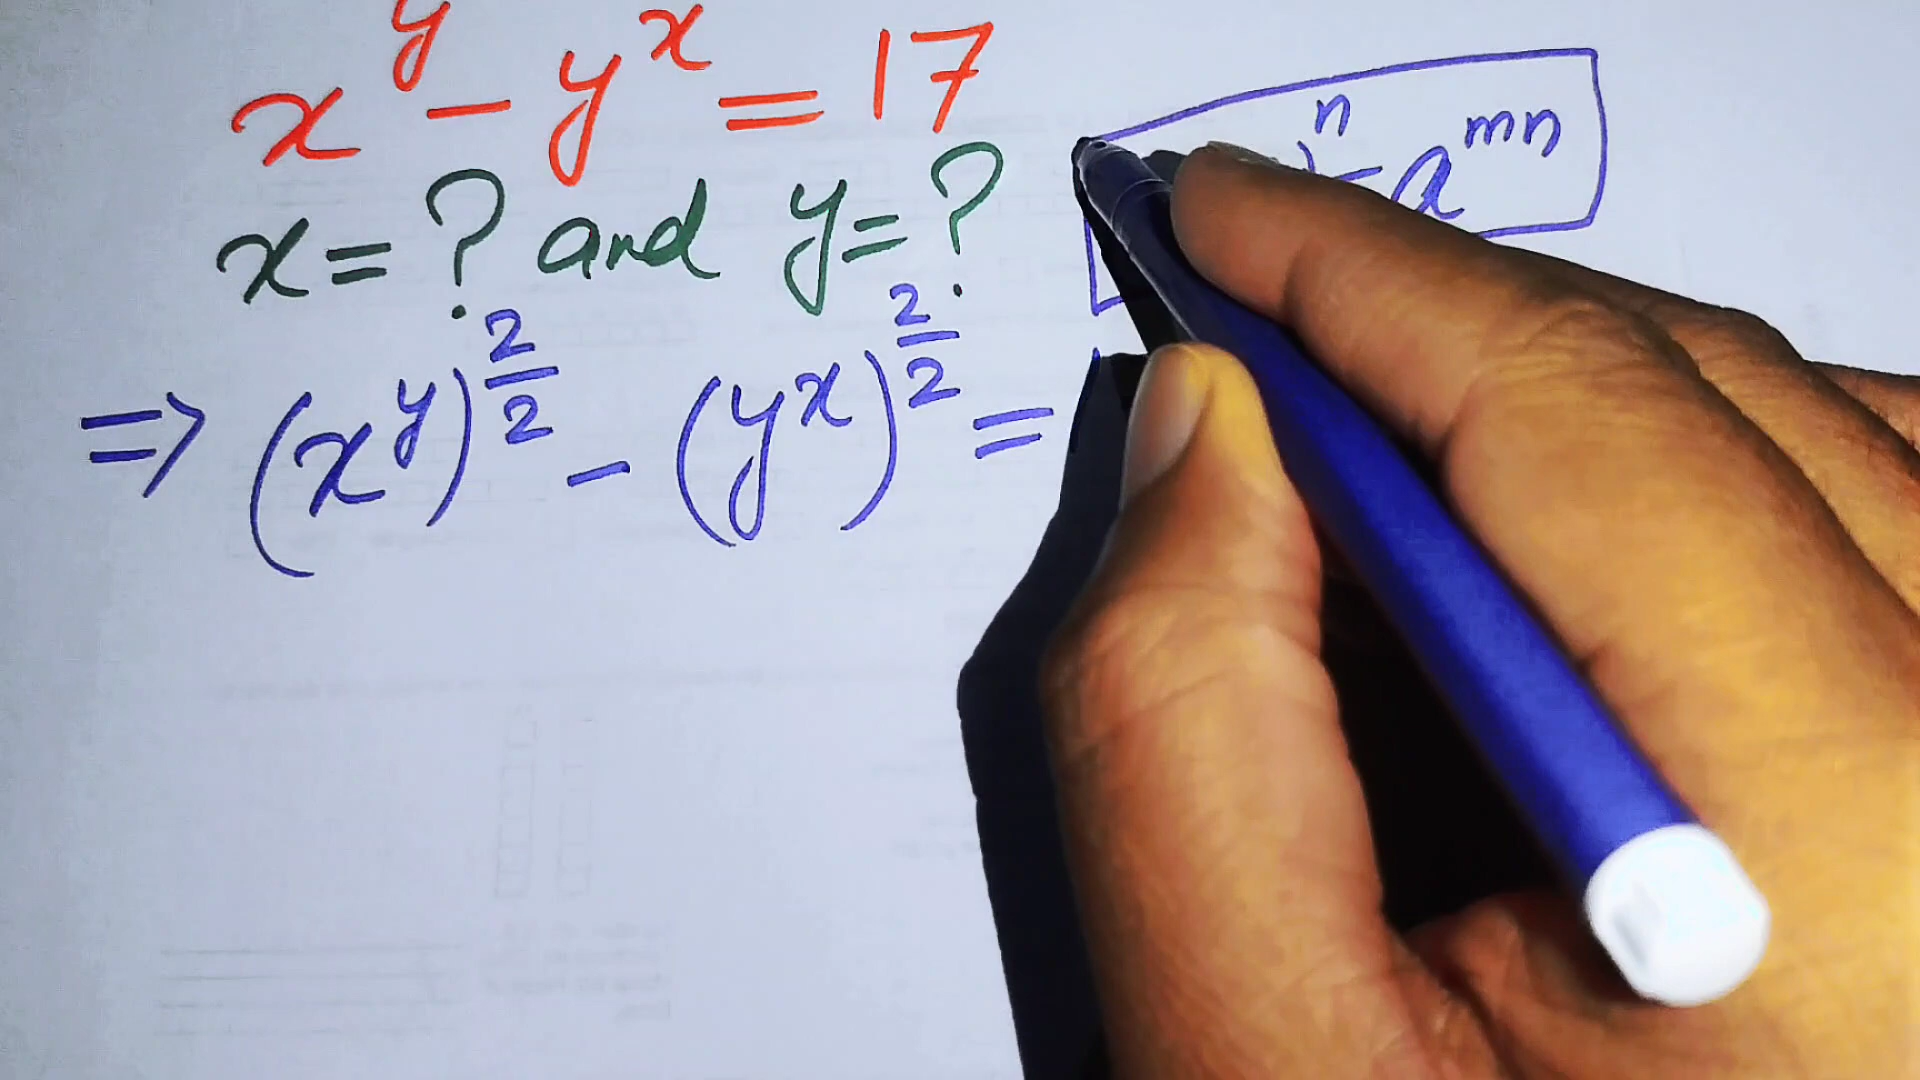 x^y - y^x = 17
x = ? and y = ?
⇒ (x^y)^{2/2} - (y^x)^{2/2} =
)^n = a^{mn}